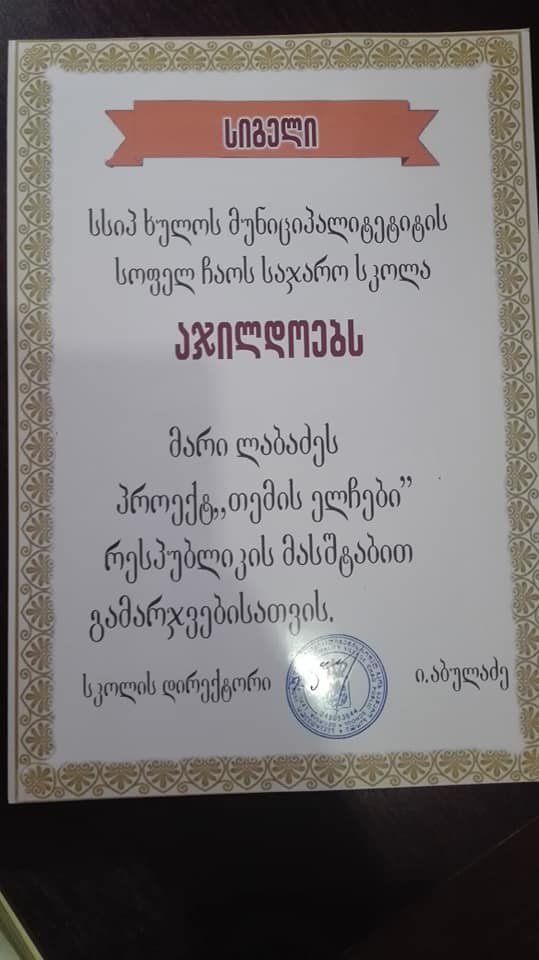 სიგელი
სსიპ ხულოს მუნიციპალიტეტიტის
სოფელ ჩაოს საჯარო სკოლა
აჯილდოებს
მარი ლაბაძეს
პროექტ,,თემის ელჩები”
რესპუბლიკის მასშტაბით
გამარჯვებისათვის.
სკოლის დირექტორი
ი.აბულაძე